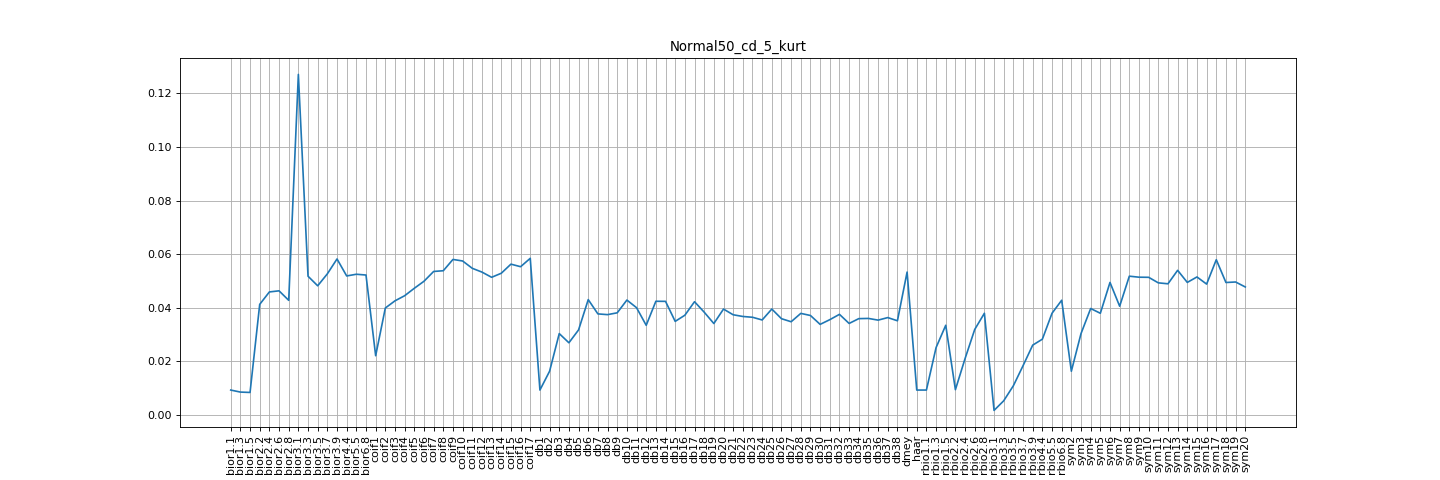 Normal50_cd_5_kurt
0.12
0.10
0.08
0.06
0.04
0.02
0.00
bior1.1
bior1.3
bior1.5
bior2.2
bior2.4
bior2.6
bior2.8
bior3.1
bior3.3
bior3.5
bior3.7
bior3.9
bior4.4
bior5.5
bior6.8
coif1
coif2
coif3
coif4
coif5
coif6
coif7
coif8
coif9
coif10
coif11
coif12
coif13
coif14
coif15
coif16
coif17
db1
db2
db3
db4
db5
db6
db7
db8
db9
db10
db11
db12
db13
db14
db15
db16
db17
db18
db19
db20
db21
db22
db23
db24
db25
db26
db27
db28
db29
db30
db31
db32
db33
db34
db35
db36
db37
db38
dmey
haar
rbio1.1
rbio1.3
rbio1.5
rbio2.2
rbio2.4
rbio2.6
rbio2.8
rbio3.1
rbio3.3
rbio3.5
rbio3.7
rbio3.9
rbio4.4
rbio5.5
rbio6.8
sym2
sym3
sym4
sym5
sym6
sym7
sym8
sym9
sym10
sym11
sym12
sym13
sym14
sym15
sym16
sym17
sym18
sym19
sym20